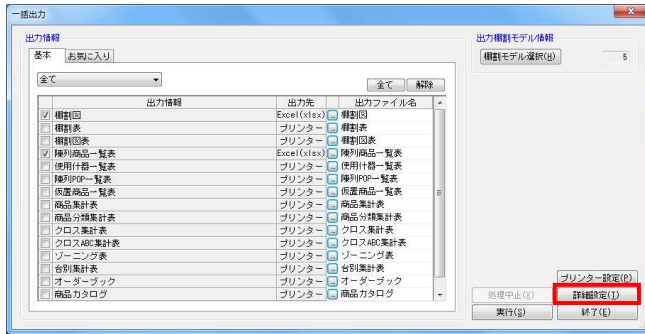 一括出力
出力情報
基本 お気に入り
全て
全て 解除
出力情報 出力先 出力ファイル名
棚割図 Excel(xlsx) ... 棚割図
棚割表 プリンター ... 棚割表
棚割図表 プリンター ... 棚割図表
陳列商品一覧表 Excel(xlsx) ... 陳列商品一覧表
使用什器一覧表 プリンター ... 使用什器一覧表
陳列POP一覧表 プリンター ... 陳列POP一覧表
仮置商品一覧表 プリンター ... 仮置商品一覧表
商品集計表 プリンター ... 商品集計表
商品分類集計表 プリンター ... 商品分類集計表
クロス集計表 プリンター ... クロス集計表
クロスABC集計表 プリンター ... クロスABC集計表
ゾーニング表 プリンター ... ゾーニング表
台別集計表 プリンター ... 台別集計表
オーダーブック プリンター ... オーダーブック
商品カタログ プリンター ... 商品カタログ
出力棚割モデル情報
棚割モデル選択(H) 5
プリンター設定(P)
処理中止(X) 詳細設定(T)
実行(S) 終了(E)